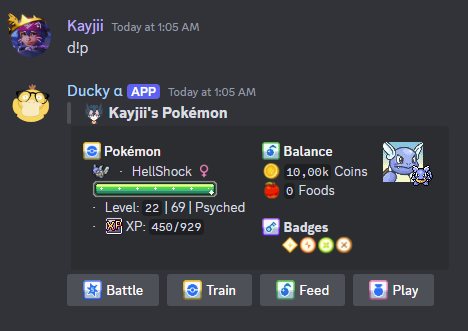 Kayjii Today at 1:05 AM
d!p
Ducky α APP Today at 1:05 AM
Kayjii's Pokémon
Pokémon
· HellShock ♀
· Level: 22 | 69 | Psyched
· XP XP: 450/929
Balance
10,00k Coins
0 Foods
Badges
Battle Train Feed Play